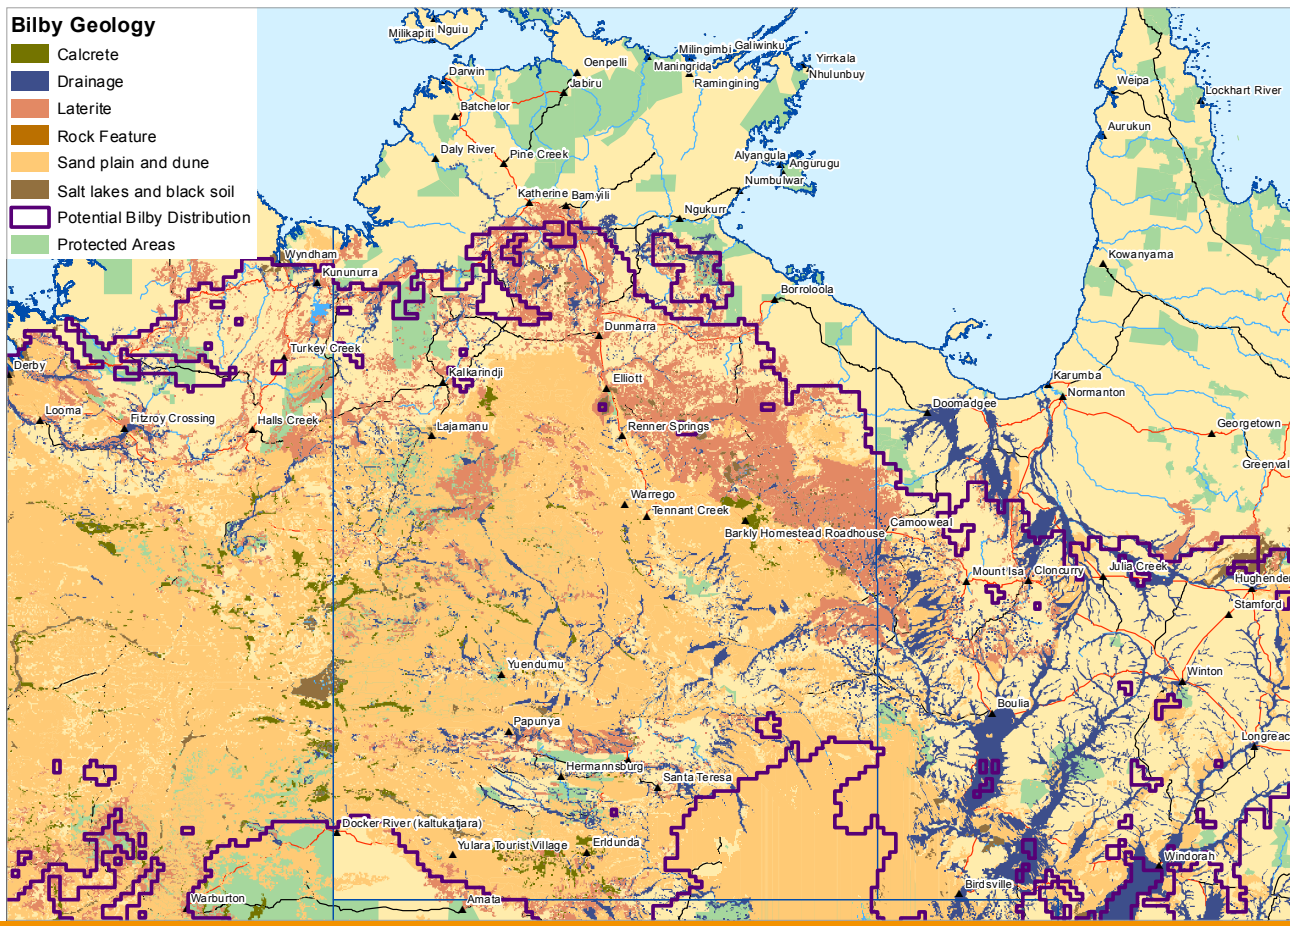 Bilby Geology
Calcrete
Drainage
Laterite
Rock Feature
Sand plain and dune
Salt lakes and black soil
Potential Bilby Distribution
Protected Areas
Milikapiti
Nguiu
Darwin
Batchelor
Daly River
Pine Creek
Oenpelli
Jabiru
Maningrida
Milingimbi
Galiwinku
Ramingining
Yirrkala
Nhulunbuy
Alyangula
Angurugu
Numbulwar
Katherine
Bamyili
Ngukurr
Weipa
Lockhart River
Aurukun
Kowanyama
Wyndham
Kununurra
Borroloola
Dunmarra
Turkey Creek
Kalkarindji
Elliott
Derby
Looma
Fitzroy Crossing
Halls Creek
Lajamanu
Renner Springs
Karumba
Normanton
Doomadgee
Georgetown
Greenval
Warrego
Tennant Creek
Barkly Homestead Roadhouse
Camooweal
Mount Isa
Cloncurry
Julia Creek
Hughenden
Stamford
Yuendumu
Winton
Boulia
Papunya
Longreac
Hermannsburg
Santa Teresa
Docker River (kaltukatjara)
Yulara Tourist Village
Erldunda
Windorah
Birdsville
Warburton
Amata